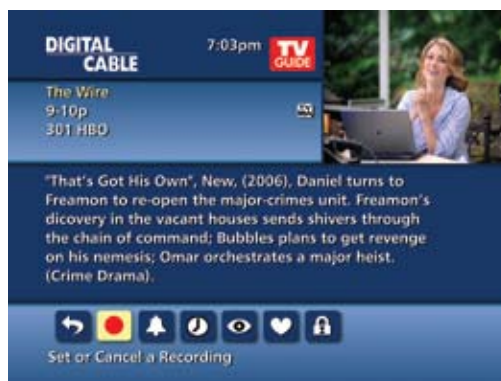 DIGITAL
CABLE
7:03pm
TV
GUIDE
The Wire
9-10p
301 HBO
"That's Got His Own", New, (2006), Daniel turns to
Freamon to re-open the major-crimes unit. Freamon's
dicovery in the vacant houses sends shivers through
the chain of command; Bubbles plans to get revenge
on his nemesis; Omar orchestrates a major heist.
(Crime Drama).
Set or Cancel a Recording